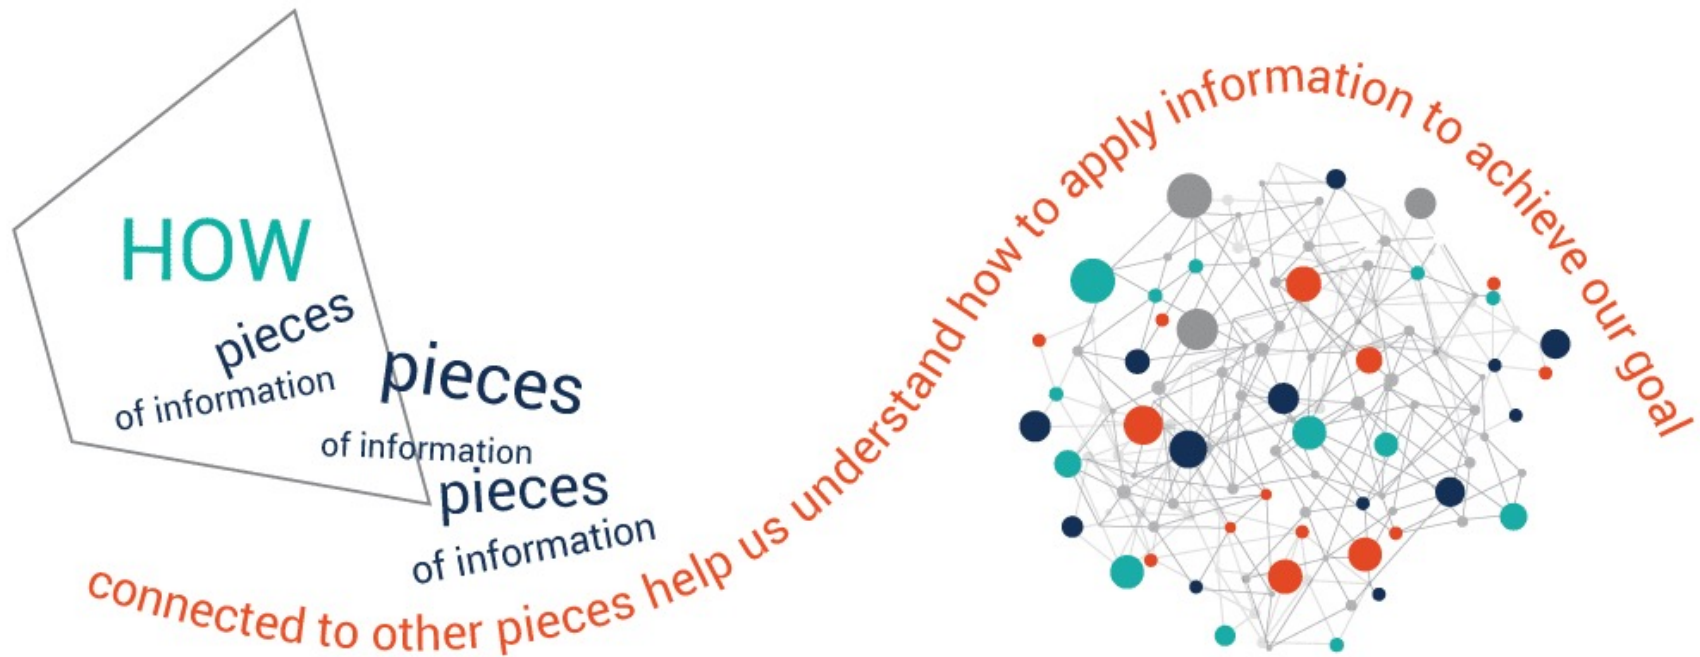 HOW
pieces
of information
pieces
of information
pieces
of information
connected to other pieces help us understand how to apply information to achieve our goal